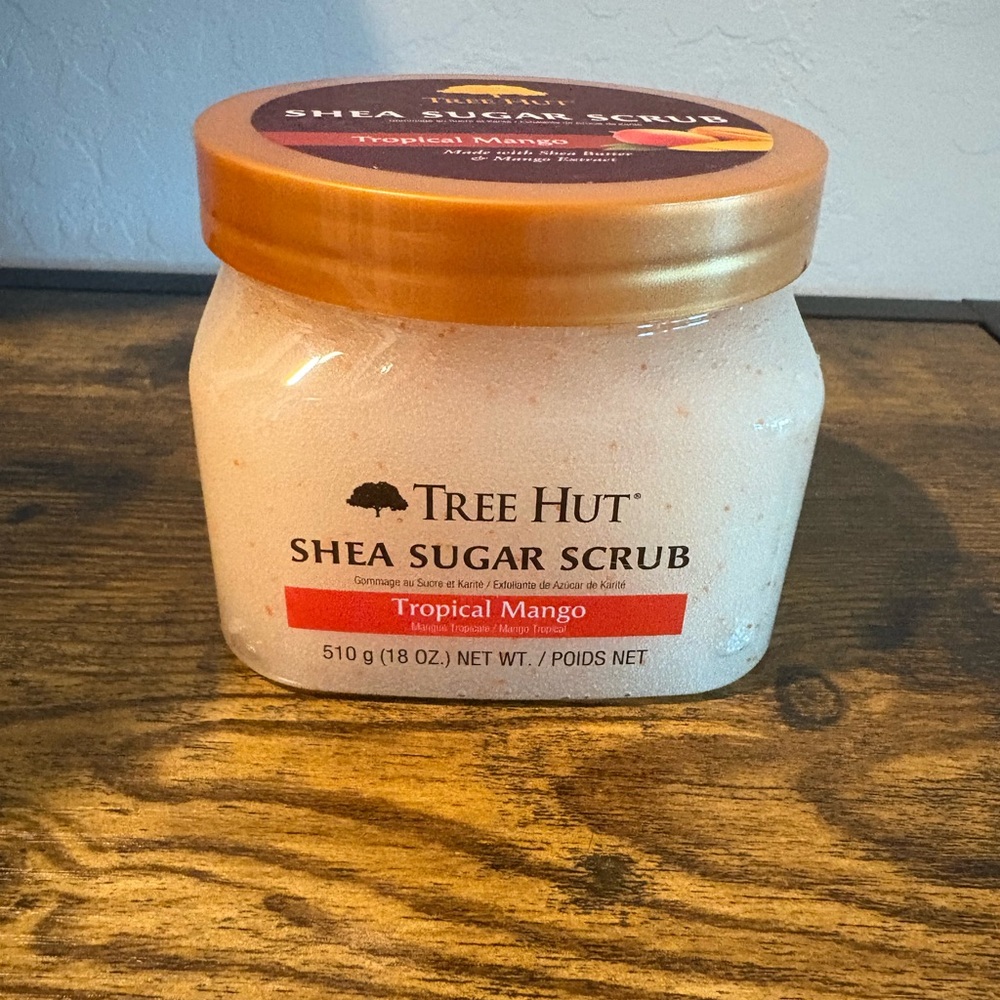 TREE HUT
SHEA SUGAR SCRUB
Tropical Mango
Made with Shea Butter
& Mango Extract
TREE HUT®
SHEA SUGAR SCRUB
Gommage au Sucre et Karité / Exfoliante de Azúcar de Karité
Tropical Mango
Mangue Tropicale / Mango Tropical
510 g (18 OZ.) NET WT. / POIDS NET